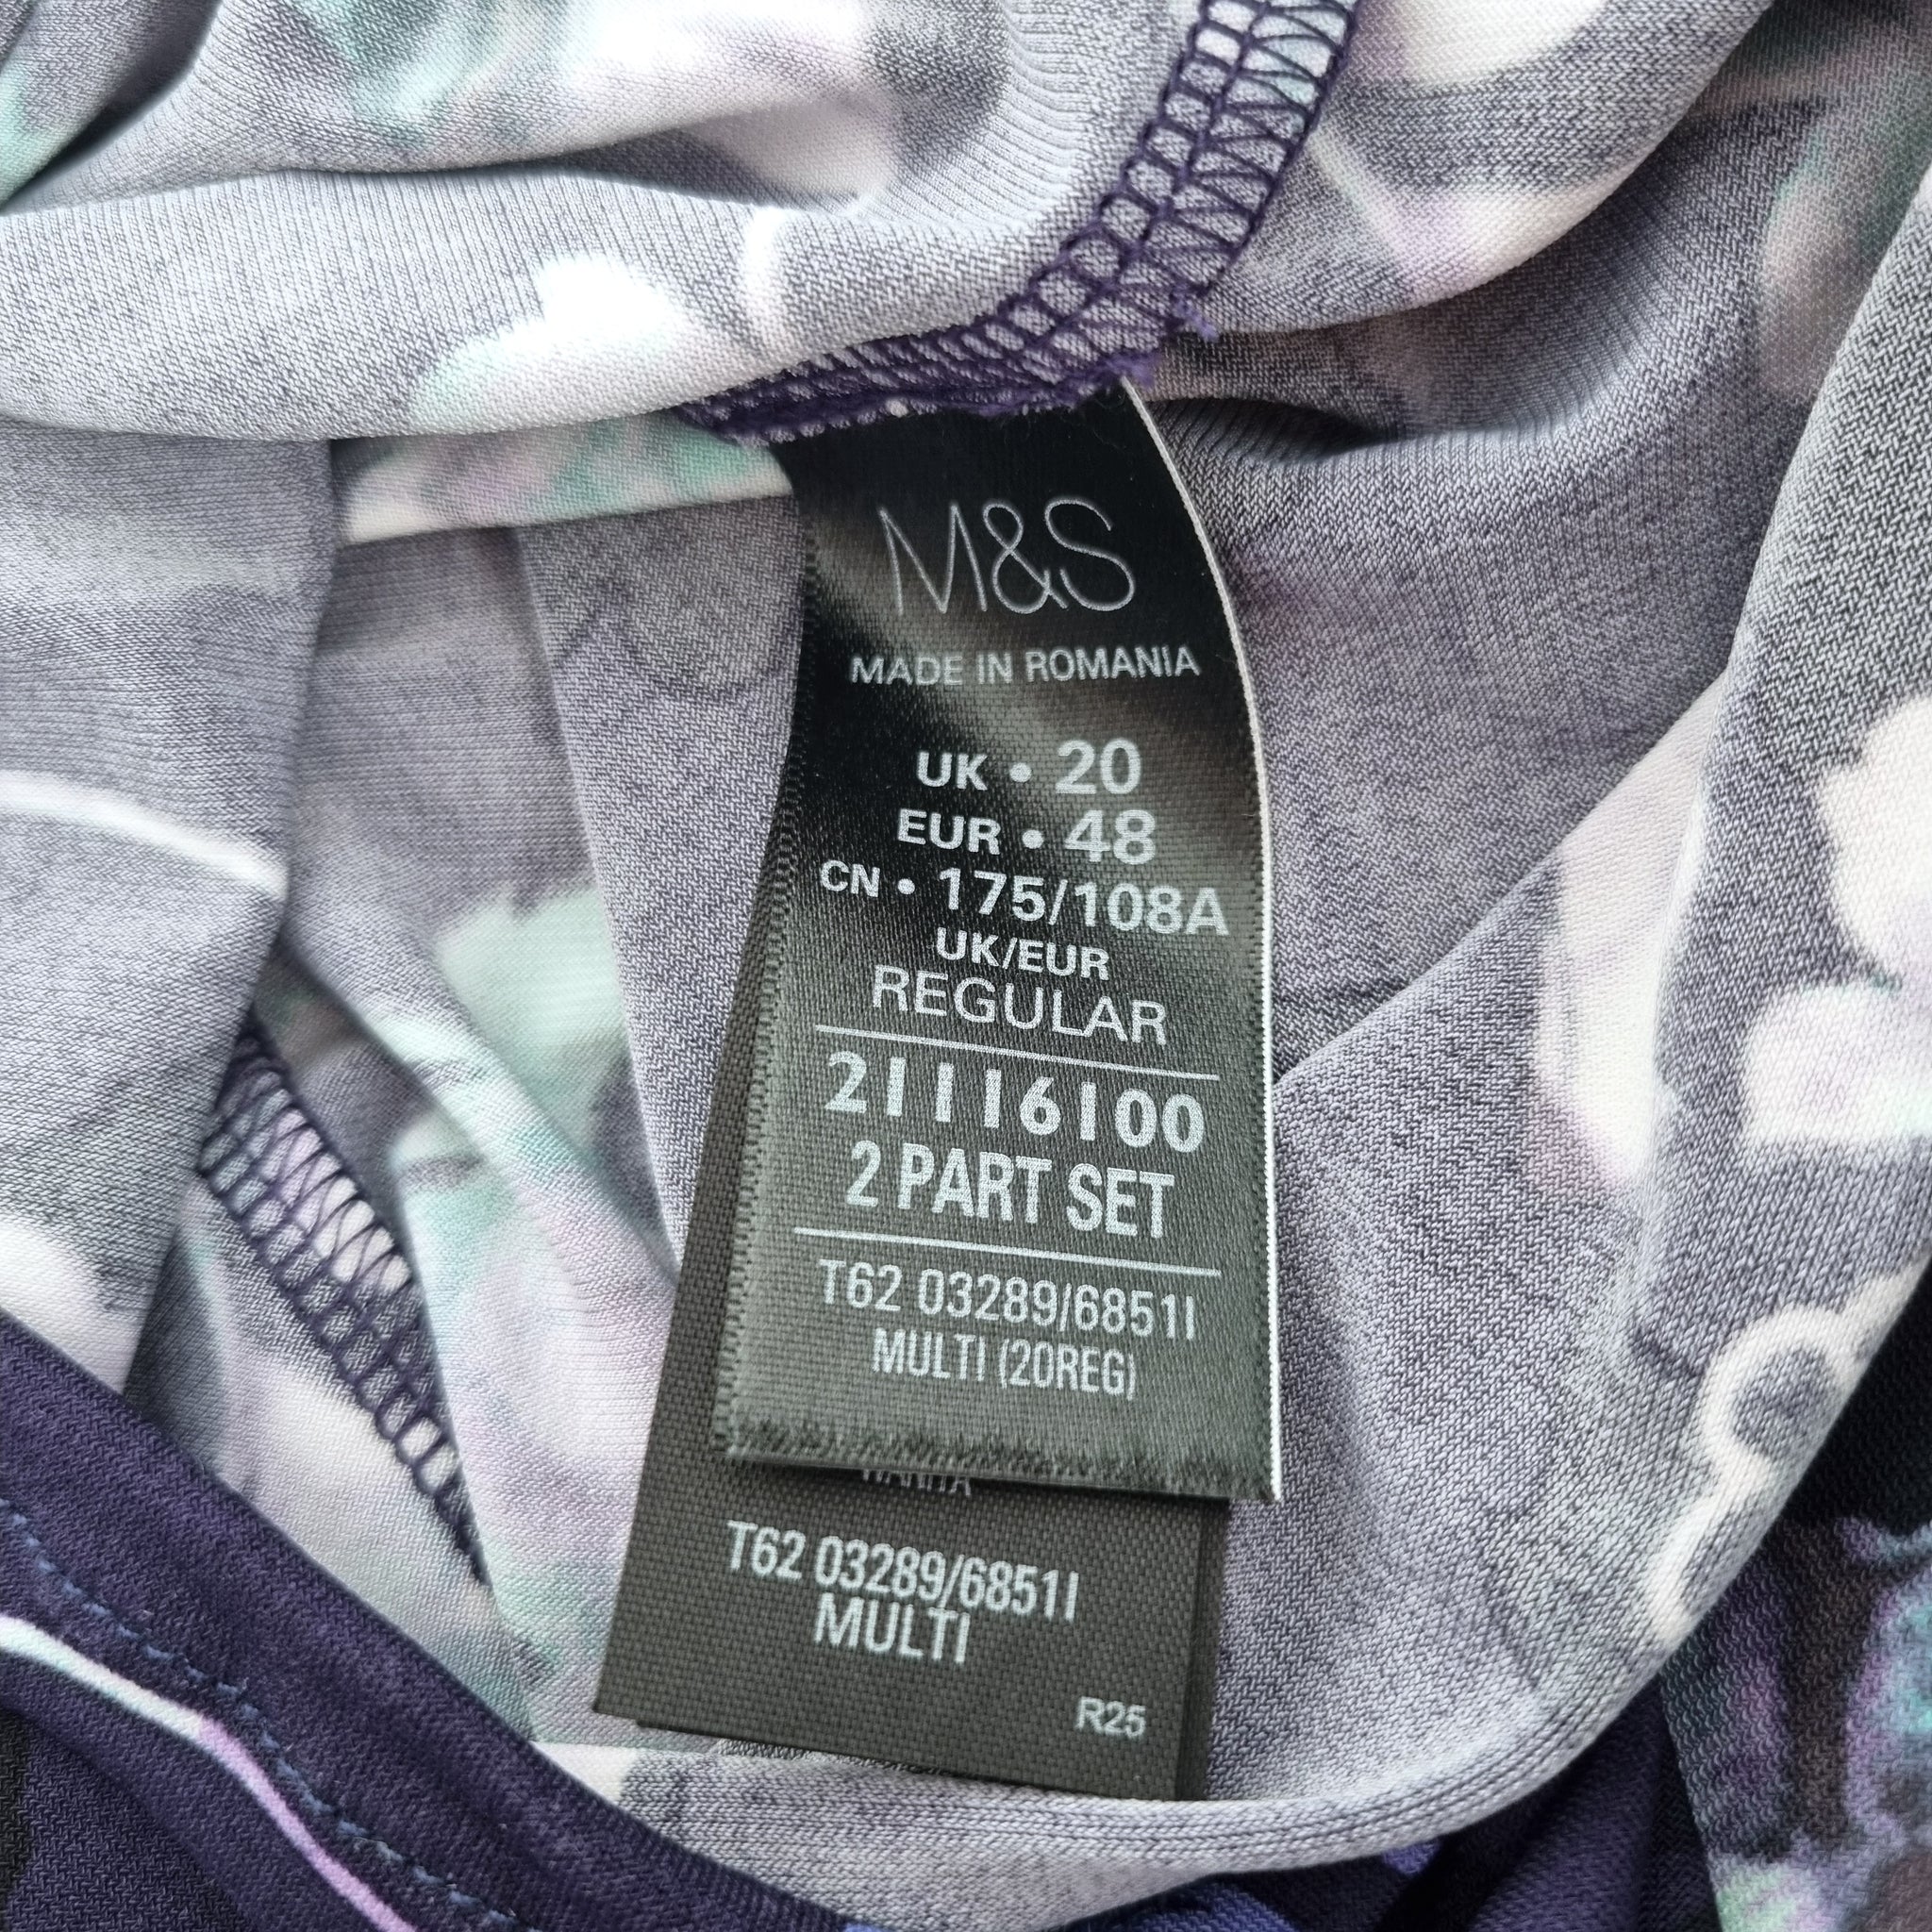 M&S
MADE IN ROMANIA
UK • 20
EUR • 48
CN • 175/108A
UK/EUR
REGULAR
21116100
2 PART SET
T62 03289/6851I
MULTI (20REG)
T62 03289/6851I
MULTI
R25